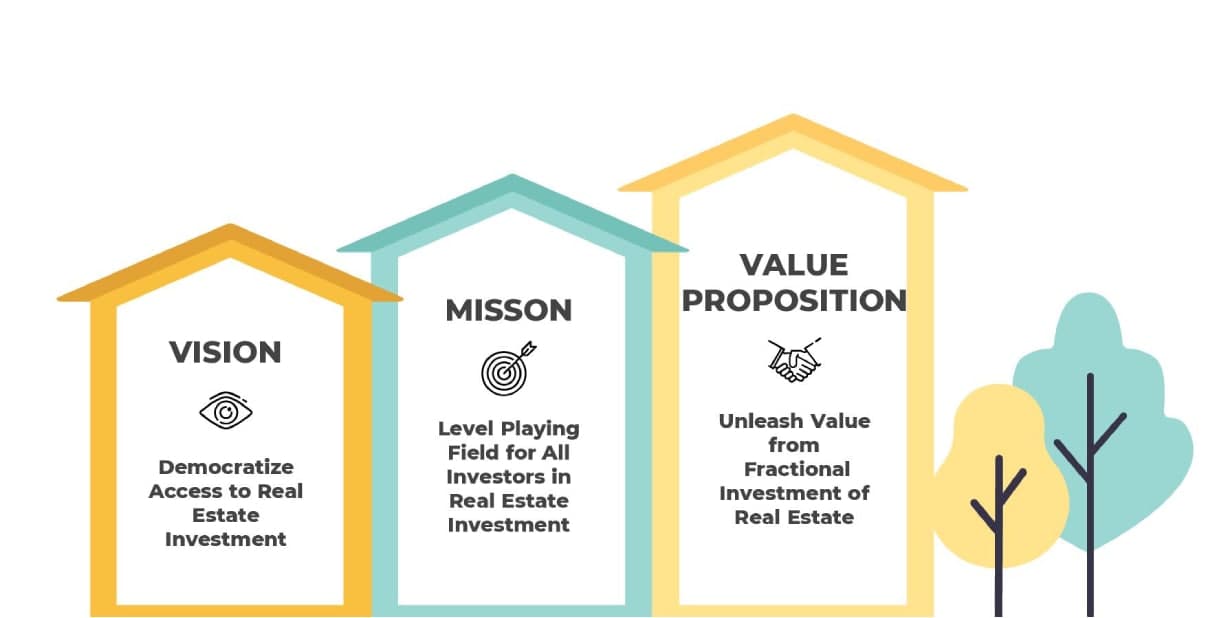 VISION
Democratize
Access to Real
Estate
Investment
MISSON
Level Playing
Field for All
Investors in
Real Estate
Investment
VALUE
PROPOSITION
Unleash Value
from
Fractional
Investment of
Real Estate